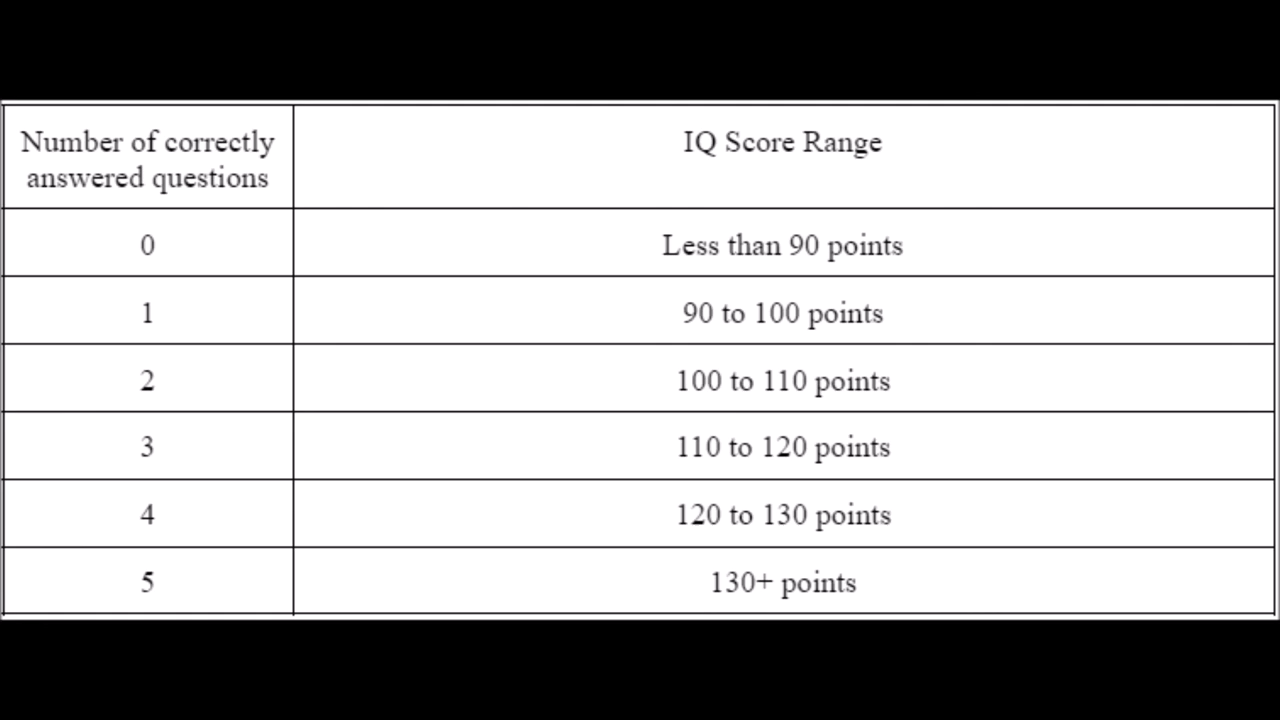 Number of correctly
answered questions
IQ Score Range
0
Less than 90 points
1
90 to 100 points
2
100 to 110 points
3
110 to 120 points
4
120 to 130 points
5
130+ points